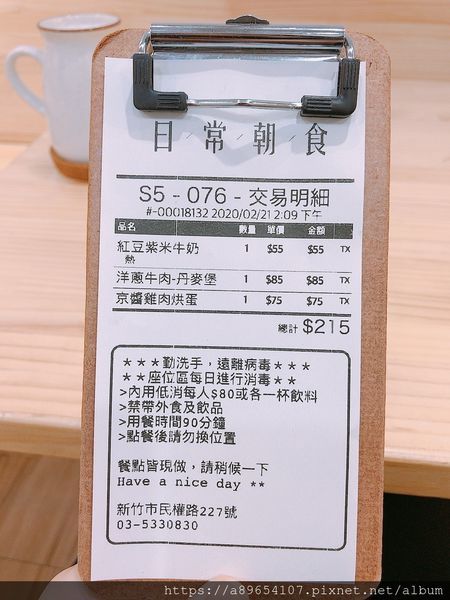 日/常/朝/食
S5 - 076 - 交易明細
#-00018132 2020/02/21 2:09 下午
品名 數量 單價 金額
紅豆紫米牛奶 1 $55 $55 TX
熱
洋蔥牛肉-丹麥堡 1 $85 $85 TX
京醬雞肉烘蛋 1 $75 $75 TX
總計 $215
***勤洗手，遠離病毒***
**座位區每日進行消毒**
>內用低消每人$80或各一杯飲料
>禁帶外食及飲品
>用餐時間90分鐘
>點餐後請勿換位置
餐點皆現做，請稍候一下
Have a nice day **
新竹市民權路227號
03-5330830
https://a89654107.pixnet.net/album